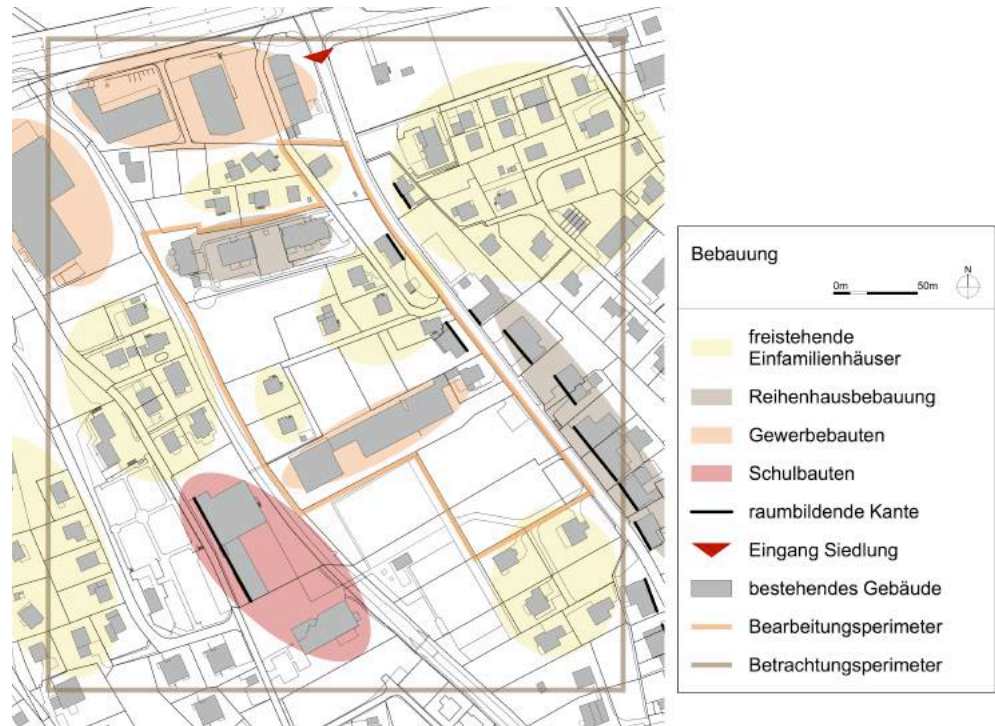 Bebauung
N
0m 50m
freistehende
Einfamilienhäuser
Reihenhausbebauung
Gewerbebauten
Schulbauten
raumbildende Kante
Eingang Siedlung
bestehendes Gebäude
Bearbeitungsperimeter
Betrachtungsperimeter